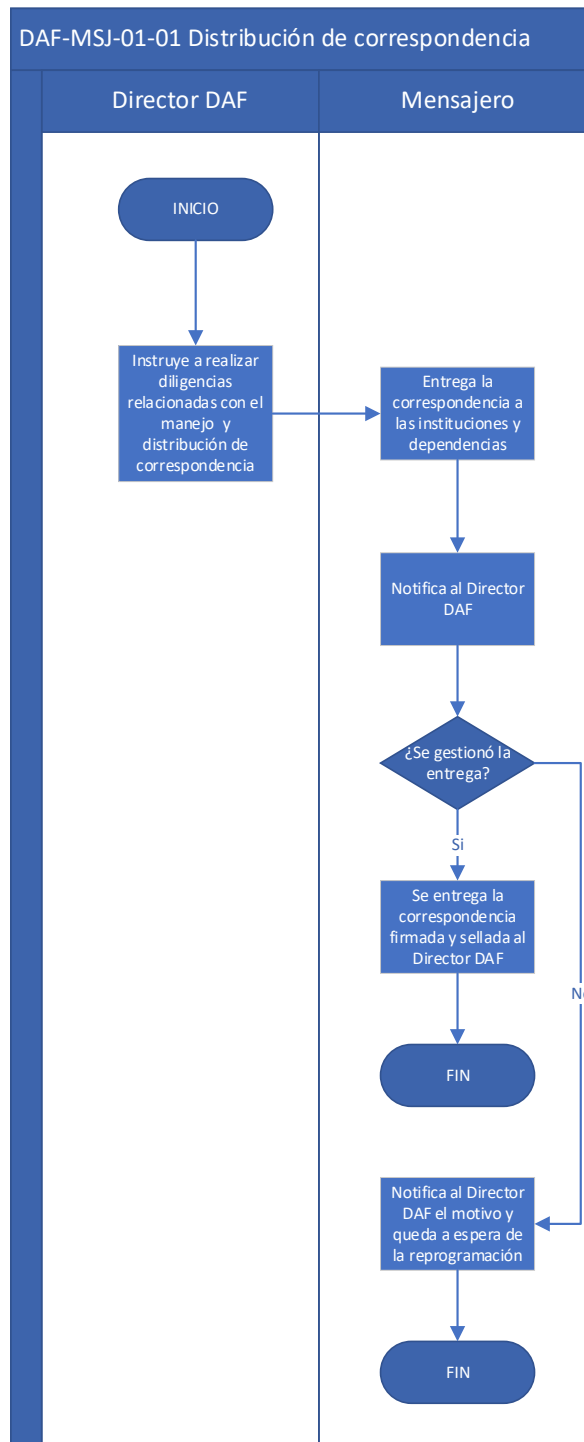 DAF-MSJ-01-01 Distribución de correspondencia
Director DAF
Mensajero
INICIO
Instruye a realizar
diligencias
relacionadas con el
manejo y
distribución de
correspondencia
Entrega la
correspondencia a
las instituciones y
dependencias
Notifica al Director
DAF
¿Se gestionó la
entrega?
Si
Se entrega la
correspondencia
firmada y sellada al
Director DAF
No
FIN
Notifica al Director
DAF el motivo y
queda a espera de
la reprogramación
FIN